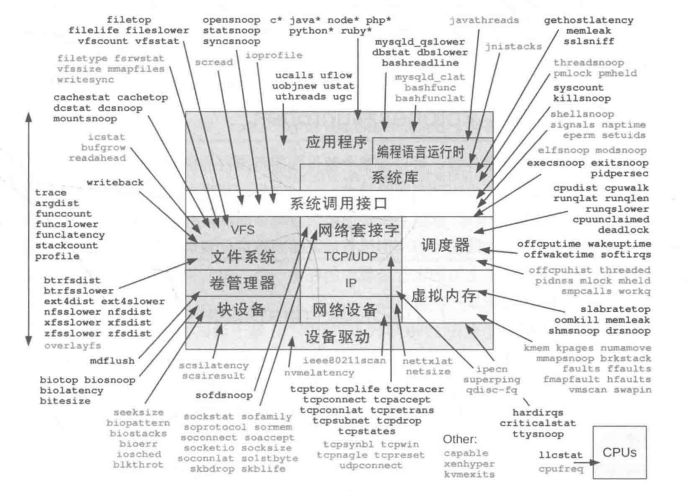 filetop
filelife fileslower
vfscount vfsstat
opensnoop
statsnoop
syncsnoop
c* java* node* php*
python* ruby*
javathreads
gethostlatency
memleak
sslsniff
filetype fsrwstat
vfssize mmapfiles
writesync
scread
ioprofile
mysqld_qslower
dbstat dbslower
bashreadline
jnistacks
threadsnoop
pmlock pmheld
ucalls uflow
uobjnew ustat
uthreads ugc
mysqld_clat
bashfunc
bashfunclat
syscount
killsnoop
cachestat cachetop
dcstat dcsnoop
mountsnoop
shellsnoop
signals naptime
eperm setuids
icstat
bufgrow
readahead
应用程序
编程语言运行时
系统库
elfsnoop modsnoop
execsnoop exitsnoop
pidpersec
writeback
系统调用接口
cpudist cpuwalk
runqlat runqlen
runqslower
cpuunclaimed
deadlock
trace
argdist
funccount
funcslower
funclatency
stackcount
profile
VFS
网络套接字
调度器
文件系统
TCP/UDP
offcputime wakeuptime
offwaketime softirqs
卷管理器
IP
虚拟内存
offcpuhist threaded
pidnss mlock mheld
smpcalls workq
btrfsdist
btrfsslower
ext4dist ext4slower
nfsslower nfsdist
xfsslower xfsdist
zfsslower zfsdist
overlayfs
块设备
网络设备
slabratetop
oomkill memleak
shmsnoop drsnoop
设备驱动
mdflush
kmem kpages numamove
mmapsnoop brkstack
faults ffaults
fmapfault hfaults
vmscan swapin
scsilatency
scsiresult
ieee80211scan
nvmelatency
nettxlat
netsize
ipecn
superping
qdisc-fq
biotop biosnoop
biolatency
bitesize
sofdsnoop
tcptop tcplife tcptracer
tcpconnect tcpaccept
tcpconnlat tcpretrans
tcpsubnet tcpdrop
tcpstates
hardirqs
criticalstat
ttysnoop
seeksize
biopattern
biostacks
bioerr
iosched
blkthrot
sockstat sofamily
soprotocol sormem
soconnect soaccept
socketio socksize
soconnlat so1stbyte
skbdrop skblife
tcpsynbl tcpwin
tcpnagle tcpreset
udpconnect
Other:
capable
xenhyper
kvmexits
llcstat
cpufreq
CPUs